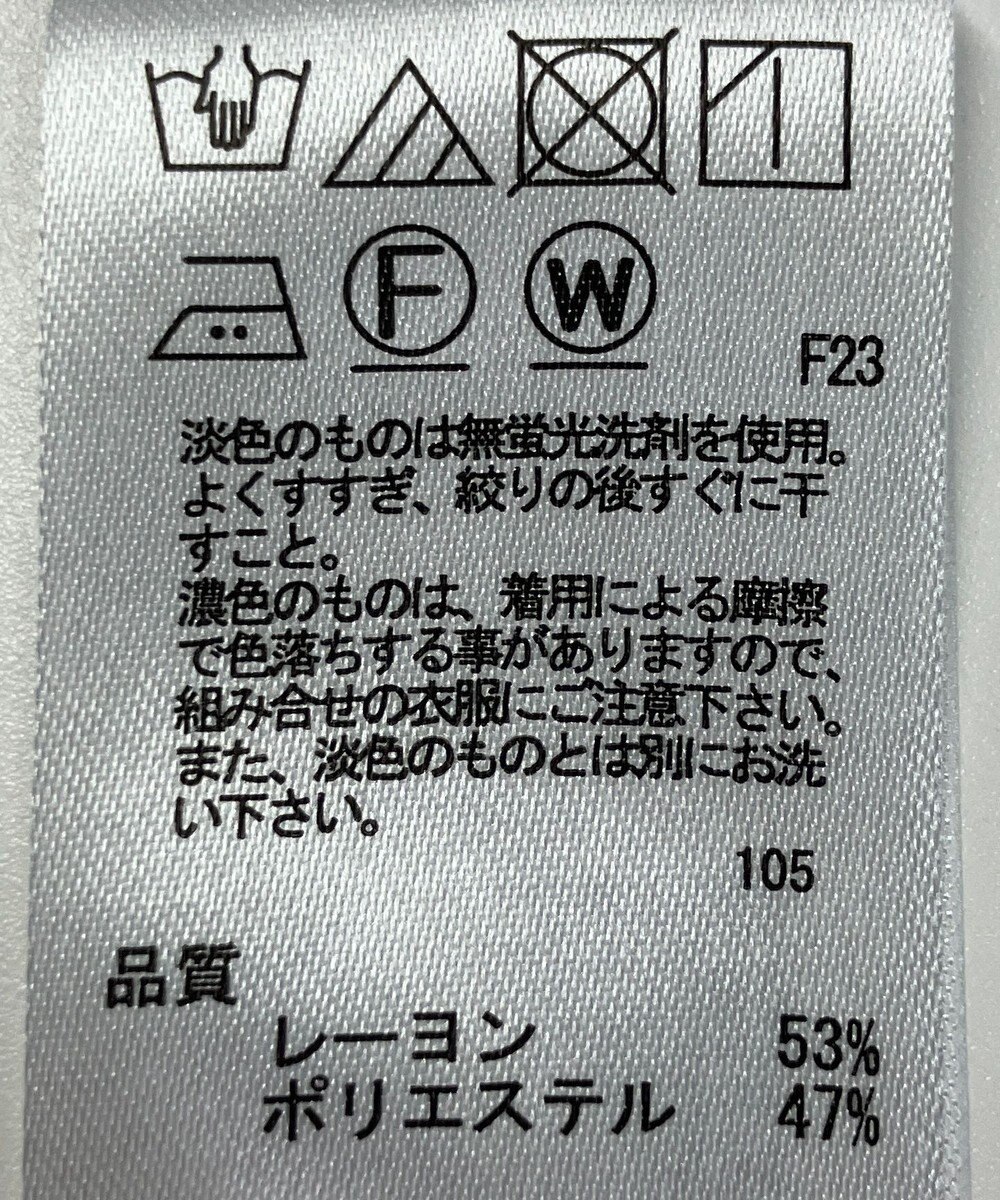 F W
F23
淡色のものは無蛍光洗剤を使用。
よくすすぎ、絞りの後すぐに干
すこと。
濃色のものは、着用による摩擦
で色落ちする事がありますので、
組み合せの衣服にご注意下さい。
また、淡色のものとは別にお洗
い下さい。
105
品質
レーヨン 53%
ポリエステル 47%